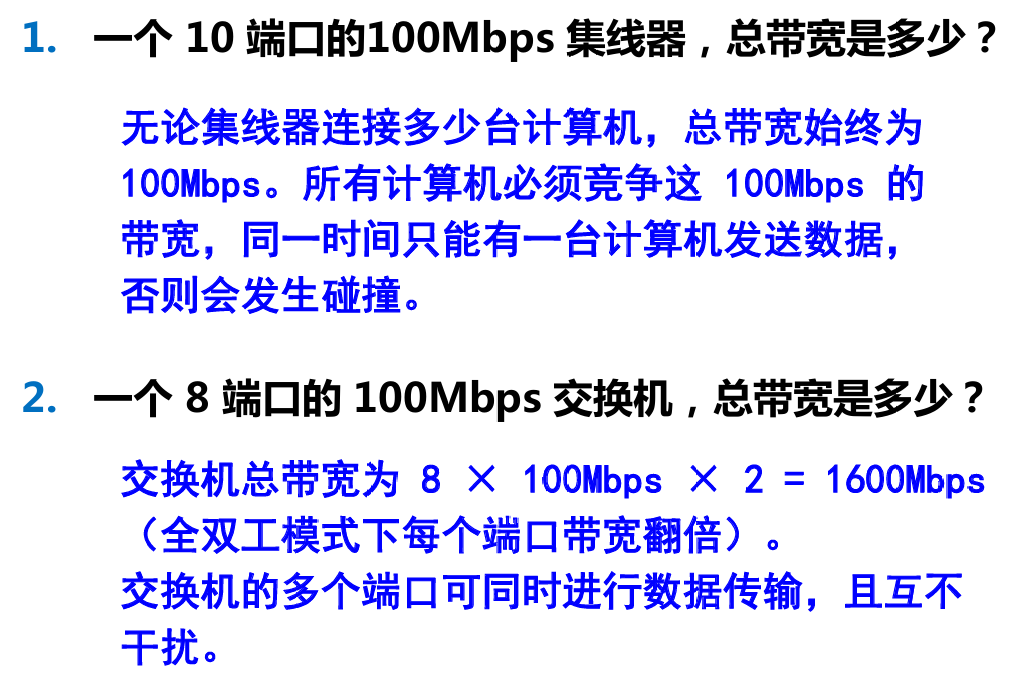 1. 一个 10 端口的100Mbps 集线器，总带宽是多少？
无论集线器连接多少台计算机，总带宽始终为
100Mbps。所有计算机必须竞争这 100Mbps 的
带宽，同一时间只能有一台计算机发送数据，
否则会发生碰撞。
2. 一个 8 端口的 100Mbps 交换机，总带宽是多少？
交换机总带宽为 8 × 100Mbps × 2 = 1600Mbps
（全双工模式下每个端口带宽翻倍）。
交换机的多个端口可同时进行数据传输，且互不
干扰。